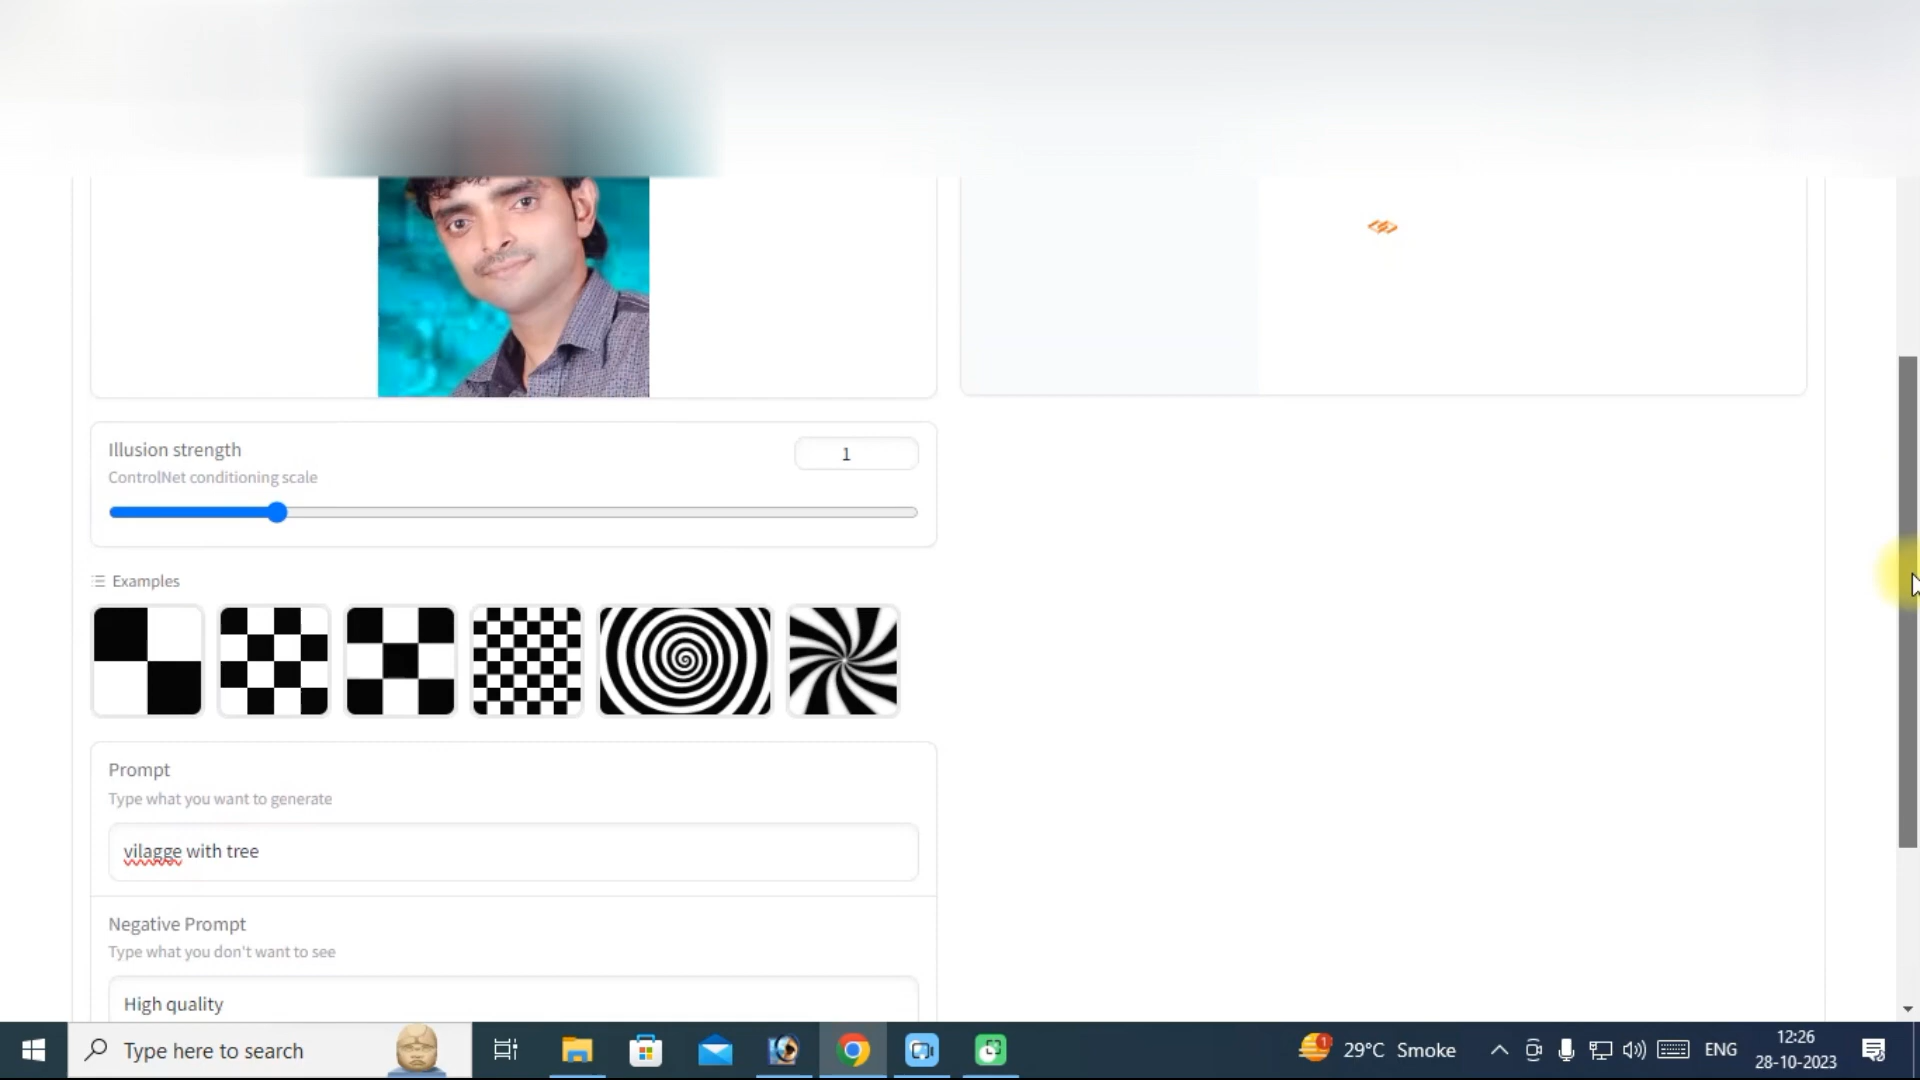 Illusion strength
1
ControlNet conditioning scale
Examples
Prompt
Type what you want to generate
vilagge with tree
Negative Prompt
Type what you don't want to see
High quality
Type here to search
1
29°C Smoke
ENG
12:26
28-10-2023